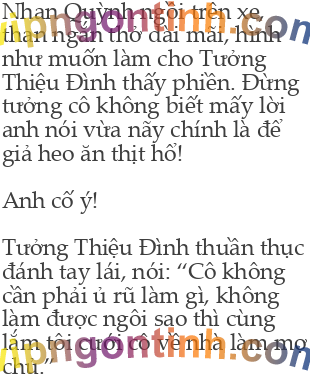 Nhan Quỳnh ngồi trên xe,
than ngắn thở dài mãi, hình
như muốn làm cho Tưởng
Thiệu Đình thấy phiền. Đừng
tưởng cô không biết mấy lời
anh nói vừa nãy chính là để
giả heo ăn thịt hổ!
Anh cố ý!
Tưởng Thiệu Đình thuần thục
đánh tay lái, nói: “Cô không
cần phải ủ rũ làm gì, không
làm được ngôi sao thì cùng
lắm tôi cưới cô về nhà làm mợ
chủ.”
upngontinh.com
upngontinh.com